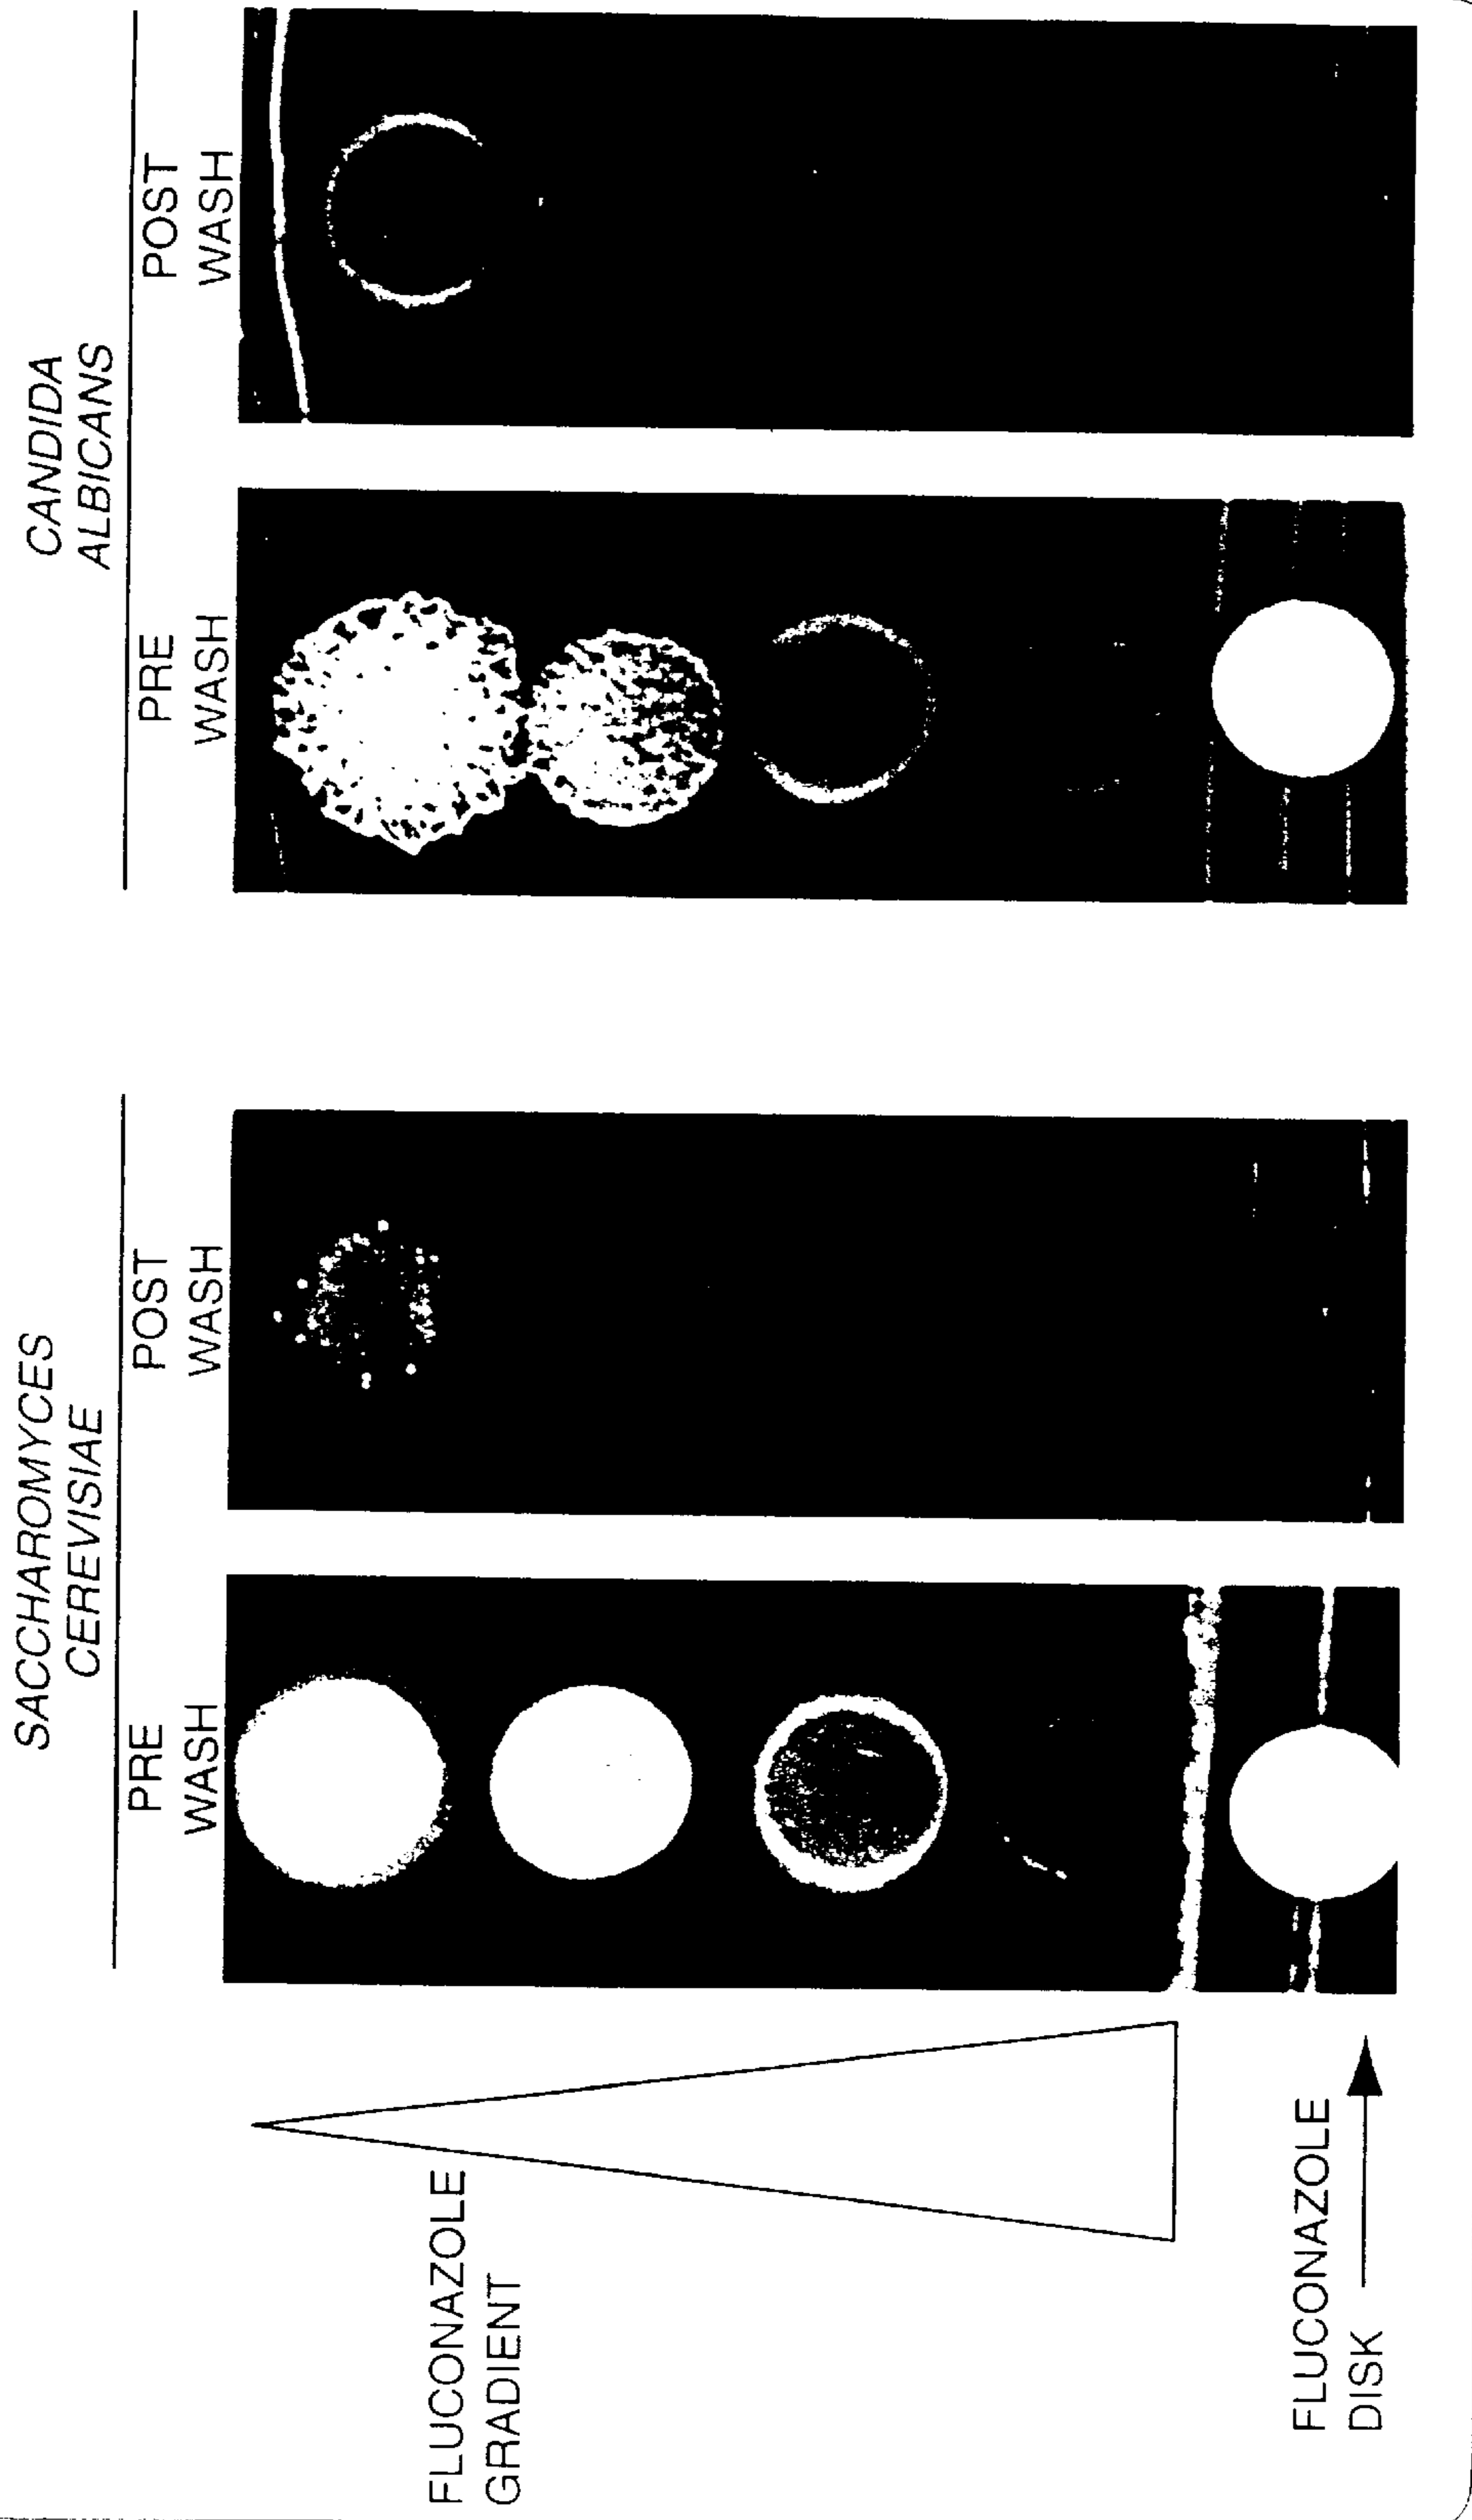 SACCHAROMYCES
CEREVISIAE
CANDIDA
ALBICANS
PRE
WASH
POST
WASH
PRE
WASH
POST
WASH
FLUCONAZOLE
GRADIENT
FLUCONAZOLE
DISK